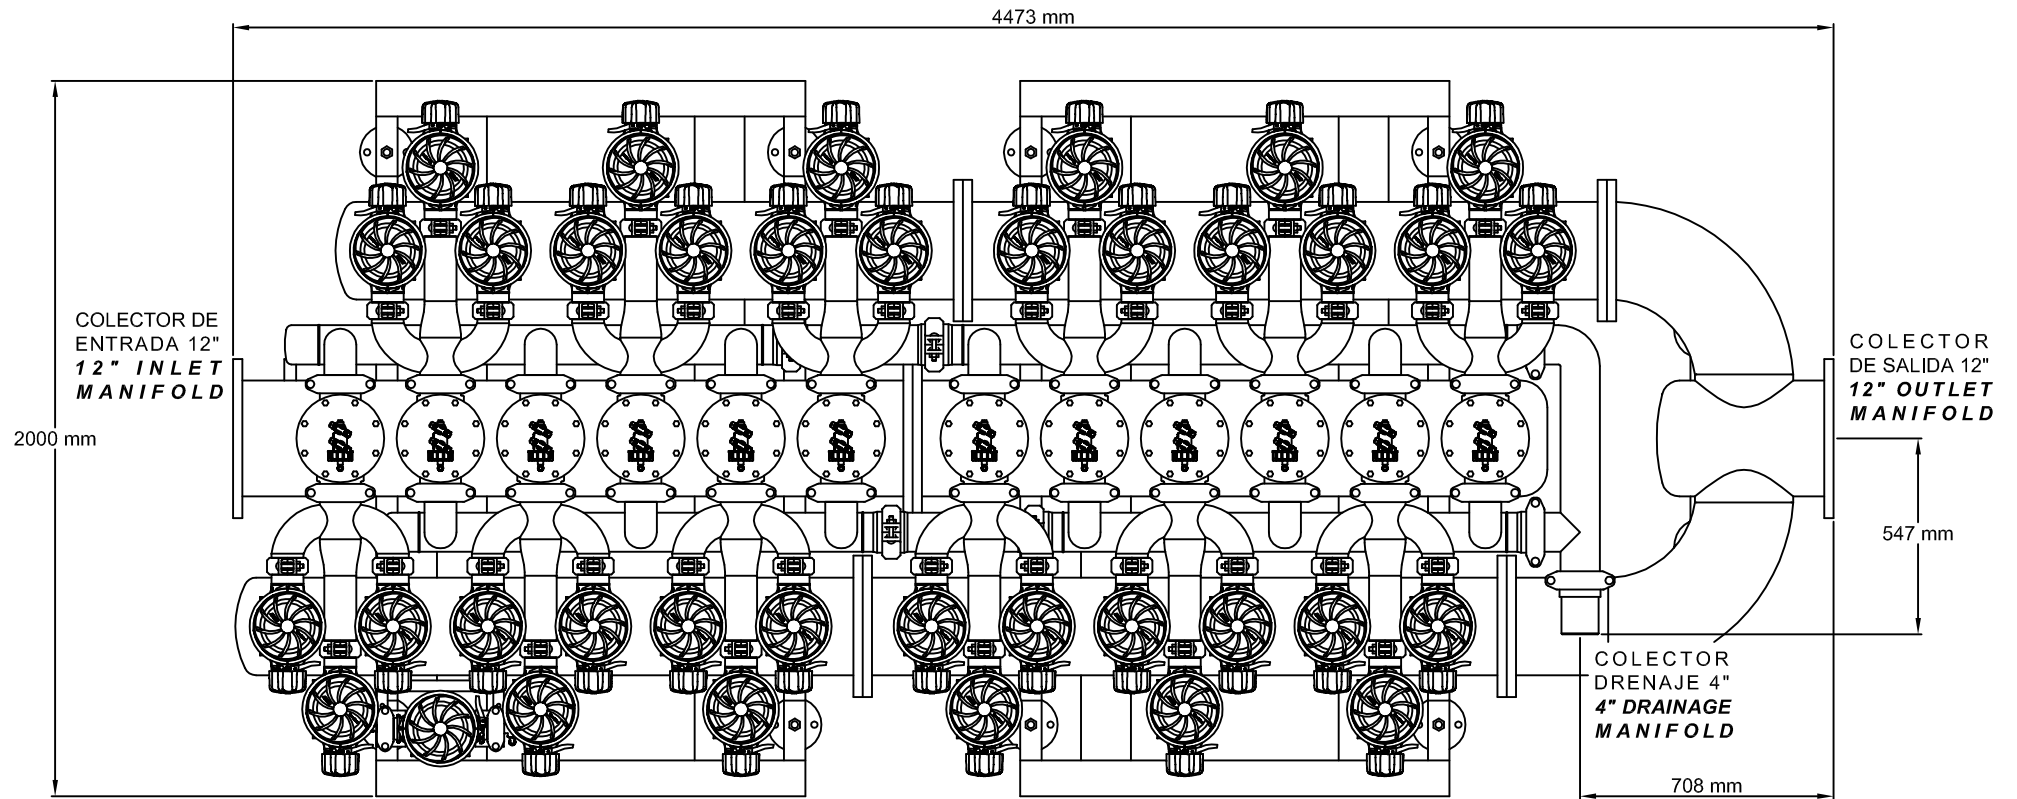 4473 mm
COLECTOR DE
ENTRADA 12"
12" INLET
MANIFOLD
2000 mm
COLECTOR
DE SALIDA 12"
12" OUTLET
MANIFOLD
547 mm
COLECTOR
DRENAJE 4"
4" DRAINAGE
MANIFOLD
708 mm